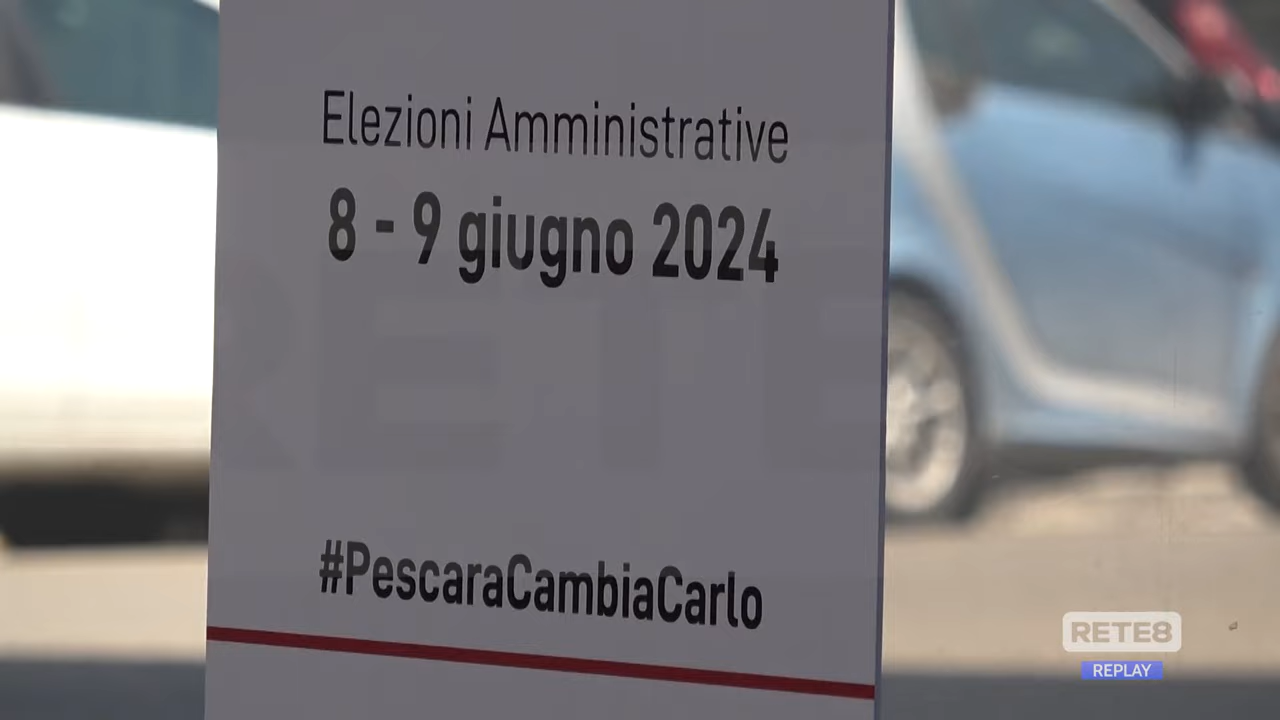 Elezioni Amministrative
8 - 9 giugno 2024
#PescaraCambiaCarlo
RETE8
REPLAY